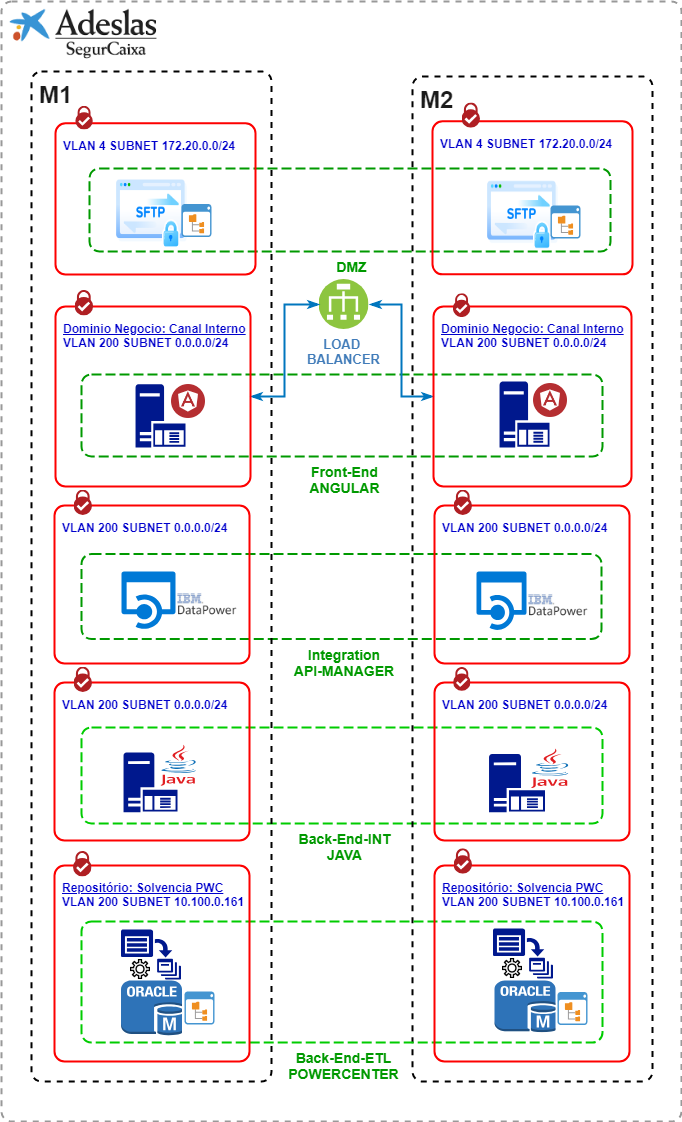 Adeslas
SegurCaixa
M1
M2
VLAN 4 SUBNET 172.20.0.0/24
VLAN 4 SUBNET 172.20.0.0/24
SFTP
SFTP
DMZ
Dominio Negocio: Canal Interno
VLAN 200 SUBNET 0.0.0.0/24
LOAD
BALANCER
Dominio Negocio: Canal Interno
VLAN 200 SUBNET 0.0.0.0/24
A
A
Front-End
ANGULAR
VLAN 200 SUBNET 0.0.0.0/24
VLAN 200 SUBNET 0.0.0.0/24
IBM
DataPower
IBM
DataPower
Integration
API-MANAGER
VLAN 200 SUBNET 0.0.0.0/24
VLAN 200 SUBNET 0.0.0.0/24
Java
Java
Back-End-INT
JAVA
Repositório: Solvencia PWC
VLAN 200 SUBNET 10.100.0.161
Repositório: Solvencia PWC
VLAN 200 SUBNET 10.100.0.161
ORACLE
M
ORACLE
M
Back-End-ETL
POWERCENTER